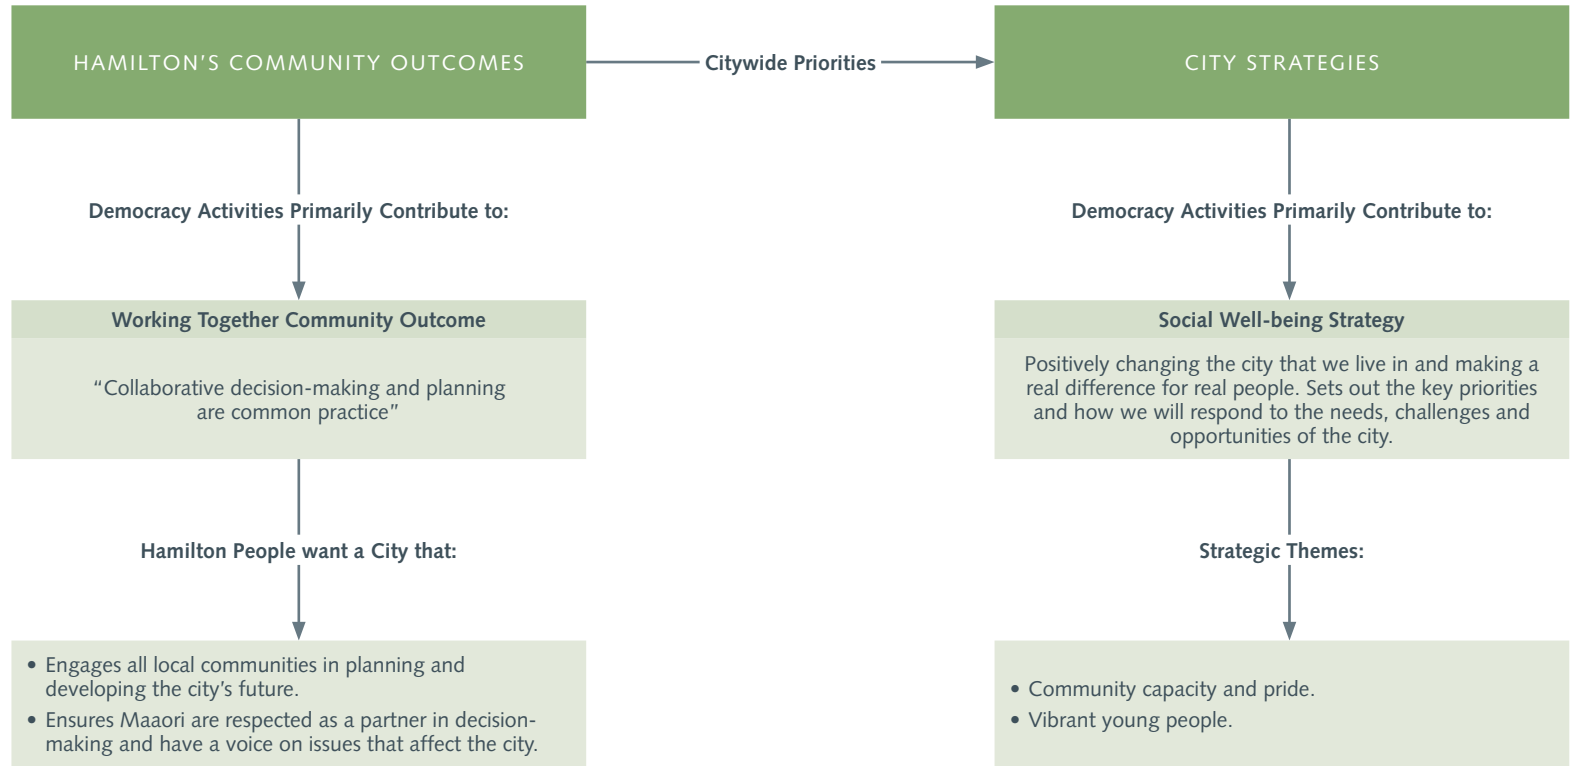 HAMILTON’S COMMUNITY OUTCOMES
Citywide Priorities
CITY STRATEGIES
Democracy Activities Primarily Contribute to:
Working Together Community Outcome
“Collaborative decision-making and planning
are common practice”
Hamilton People want a City that:
• Engages all local communities in planning and
developing the city’s future.
• Ensures Maaori are respected as a partner in decision-
making and have a voice on issues that affect the city.
Democracy Activities Primarily Contribute to:
Social Well-being Strategy
Positively changing the city that we live in and making a
real difference for real people. Sets out the key priorities
and how we will respond to the needs, challenges and
opportunities of the city.
Strategic Themes:
• Community capacity and pride.
• Vibrant young people.